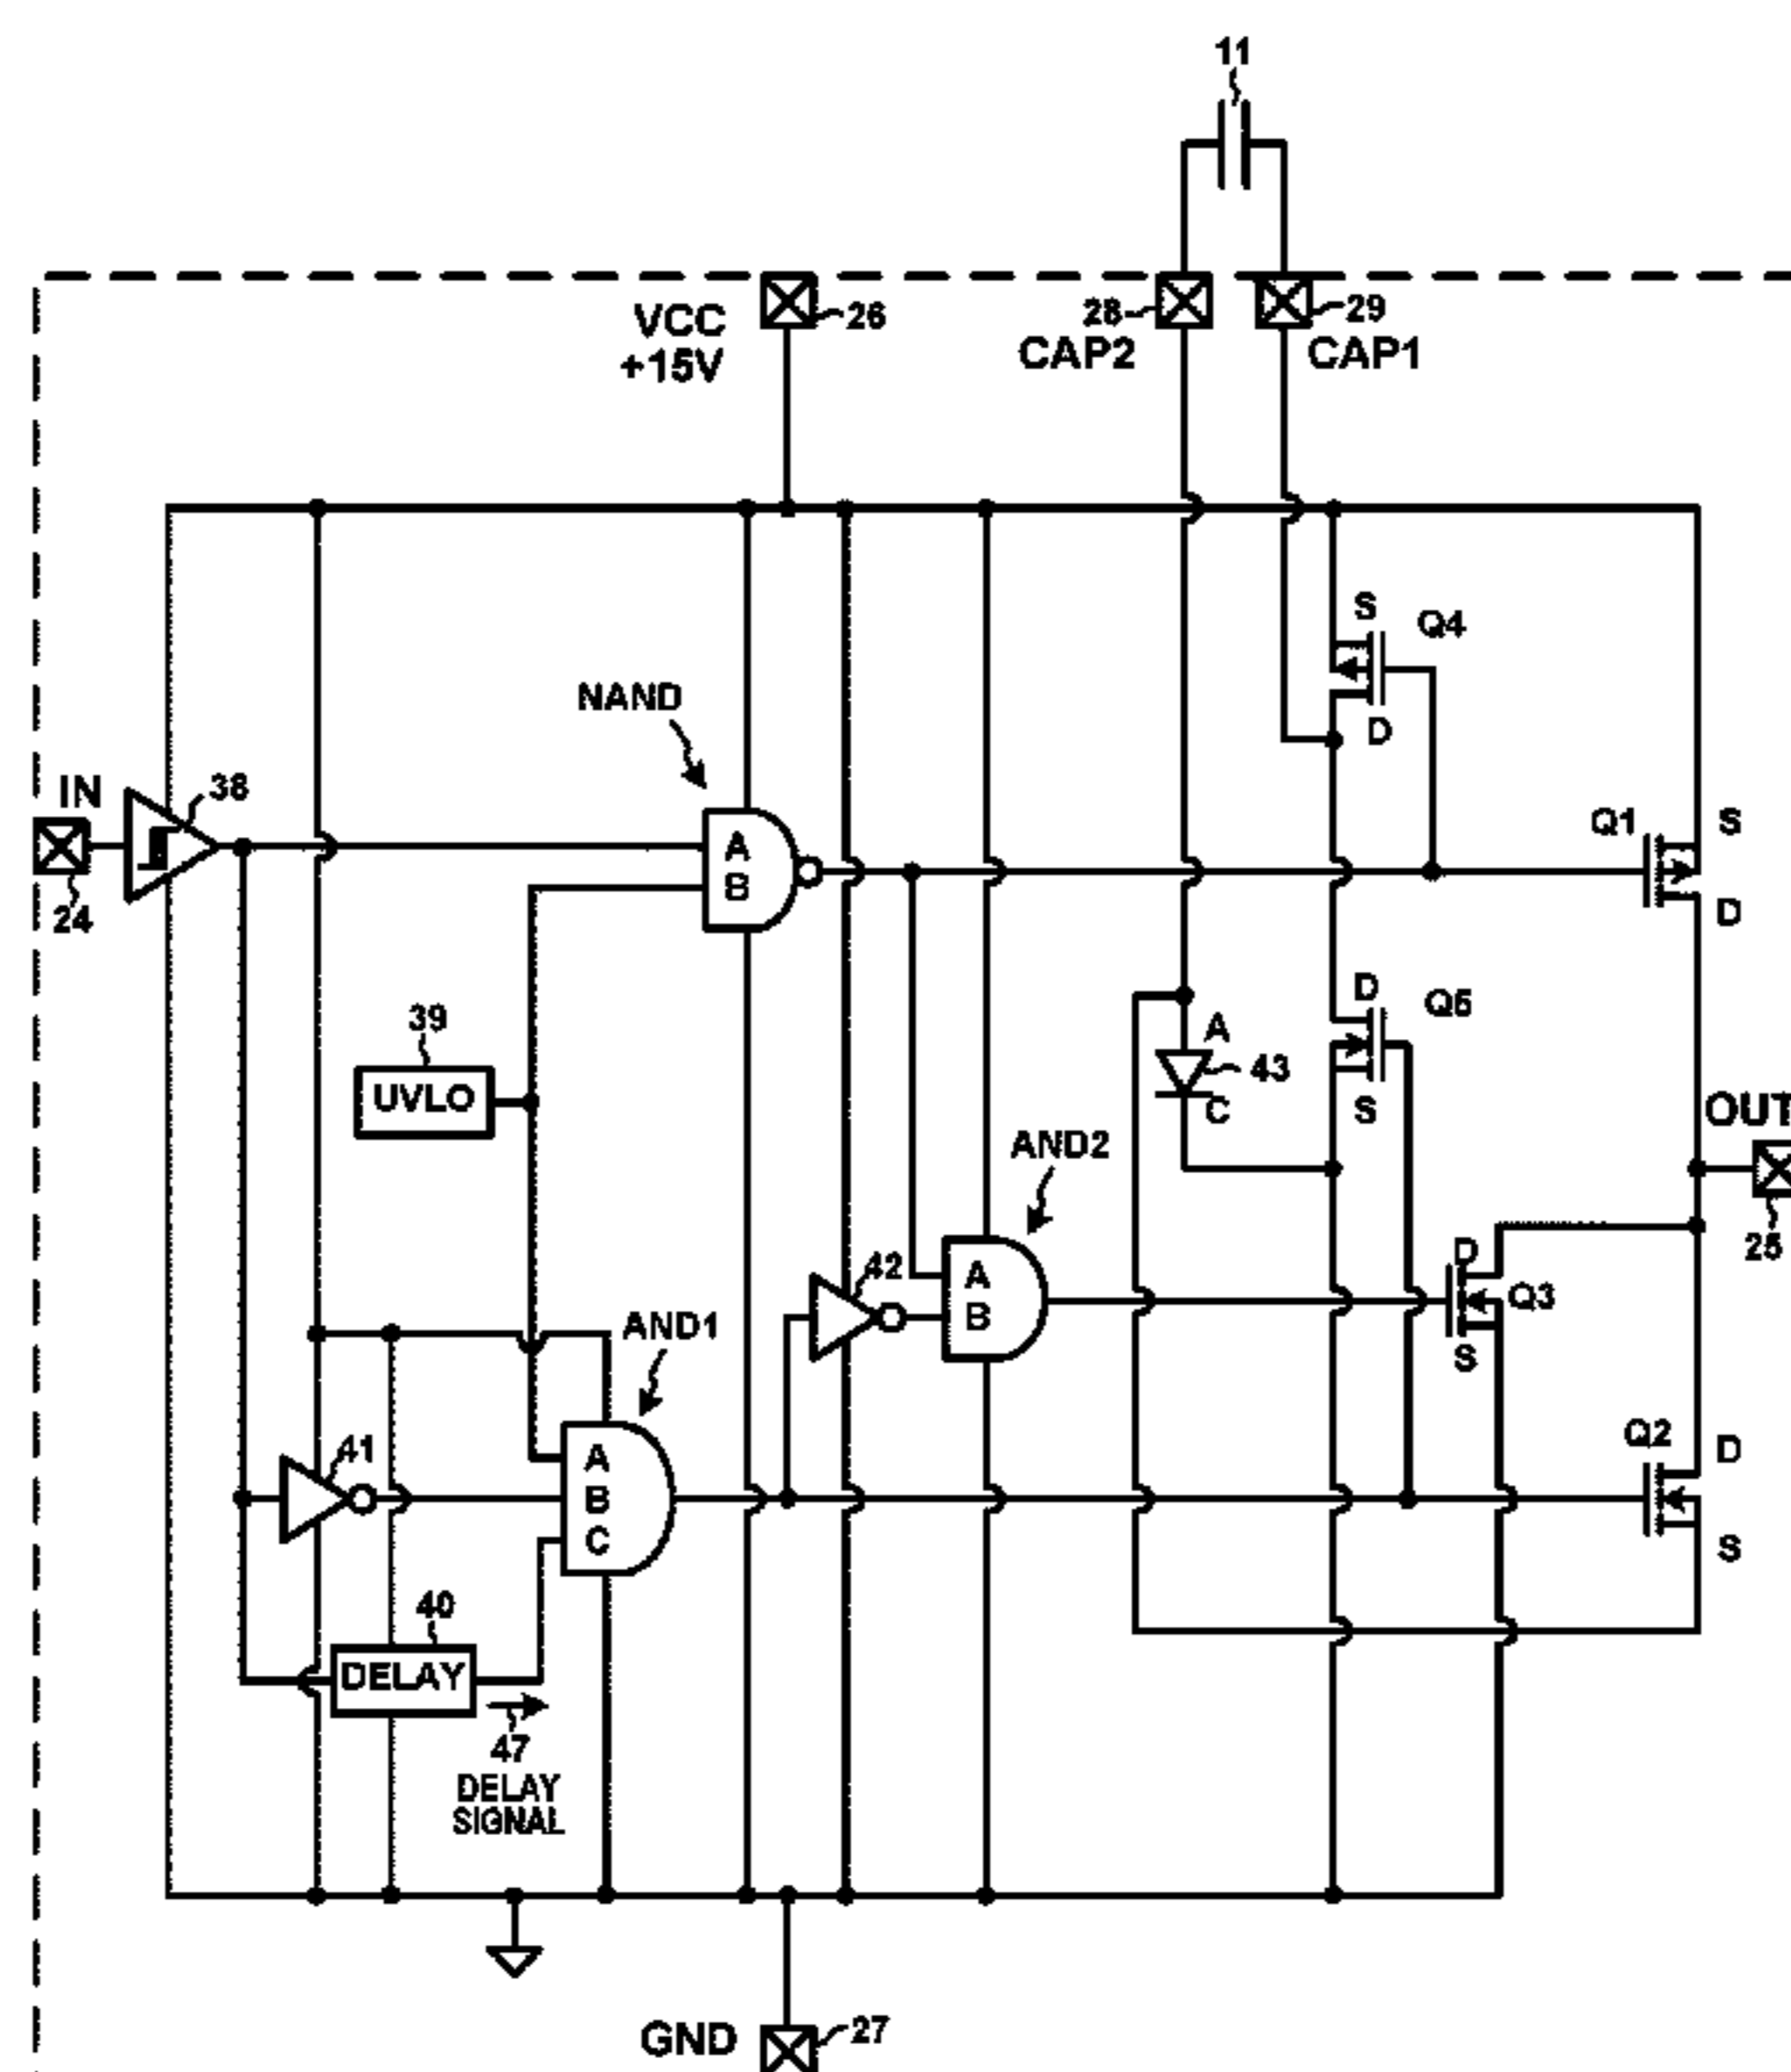 11
VCC
+15V
26
28
CAP2
29
CAP1
S
Q4
D
NAND
IN
38
24
A
B
Q1
S
D
39
UVLO
D
Q5
S
A
43
C
AND2
OUT
25
42
A
B
D
Q3
S
AND1
41
A
B
C
Q2
D
S
40
DELAY
47
DELAY
SIGNAL
GND
27